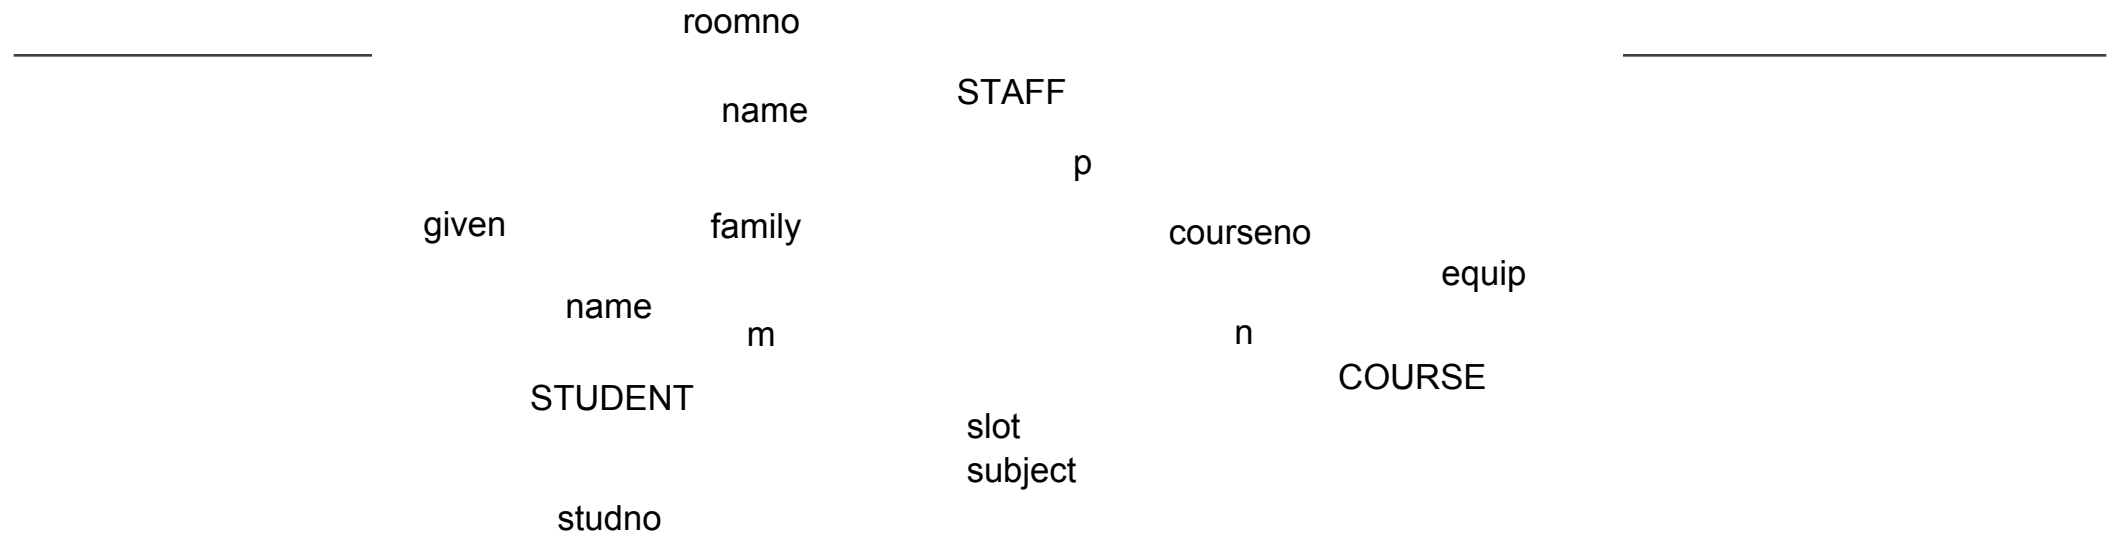 roomno
STAFF
name
p
given family courseno
equip
name
m n
COURSE
STUDENT
slot
subject
studno